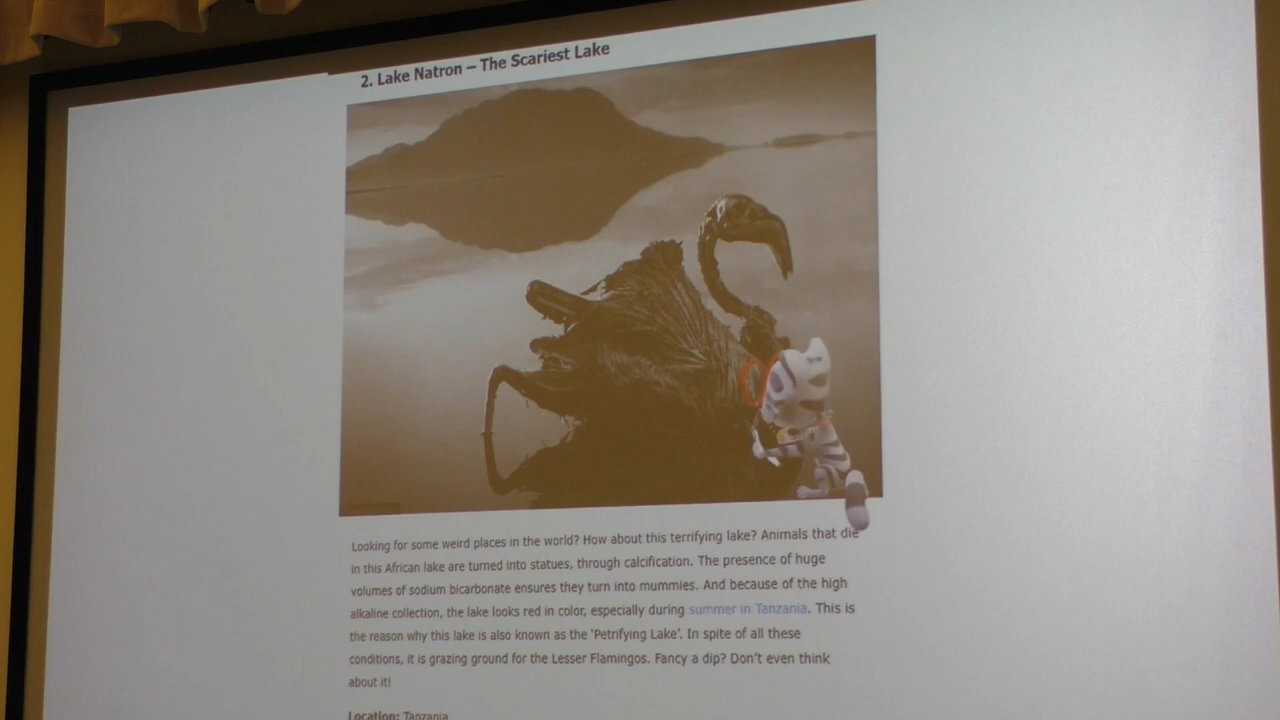 2. Lake Natron – The Scariest Lake
Looking for some weird places in the world? How about this terrifying lake? Animals that die
in this African lake are turned into statues, through calcification. The presence of huge
volumes of sodium bicarbonate ensures they turn into mummies. And because of the high
alkaline collection, the lake looks red in color, especially during summer in Tanzania. This is
the reason why this lake is also known as the 'Petrifying Lake'. In spite of all these
conditions, it is grazing ground for the Lesser Flamingos. Fancy a dip? Don't even think
about it!
Location: Tanzania